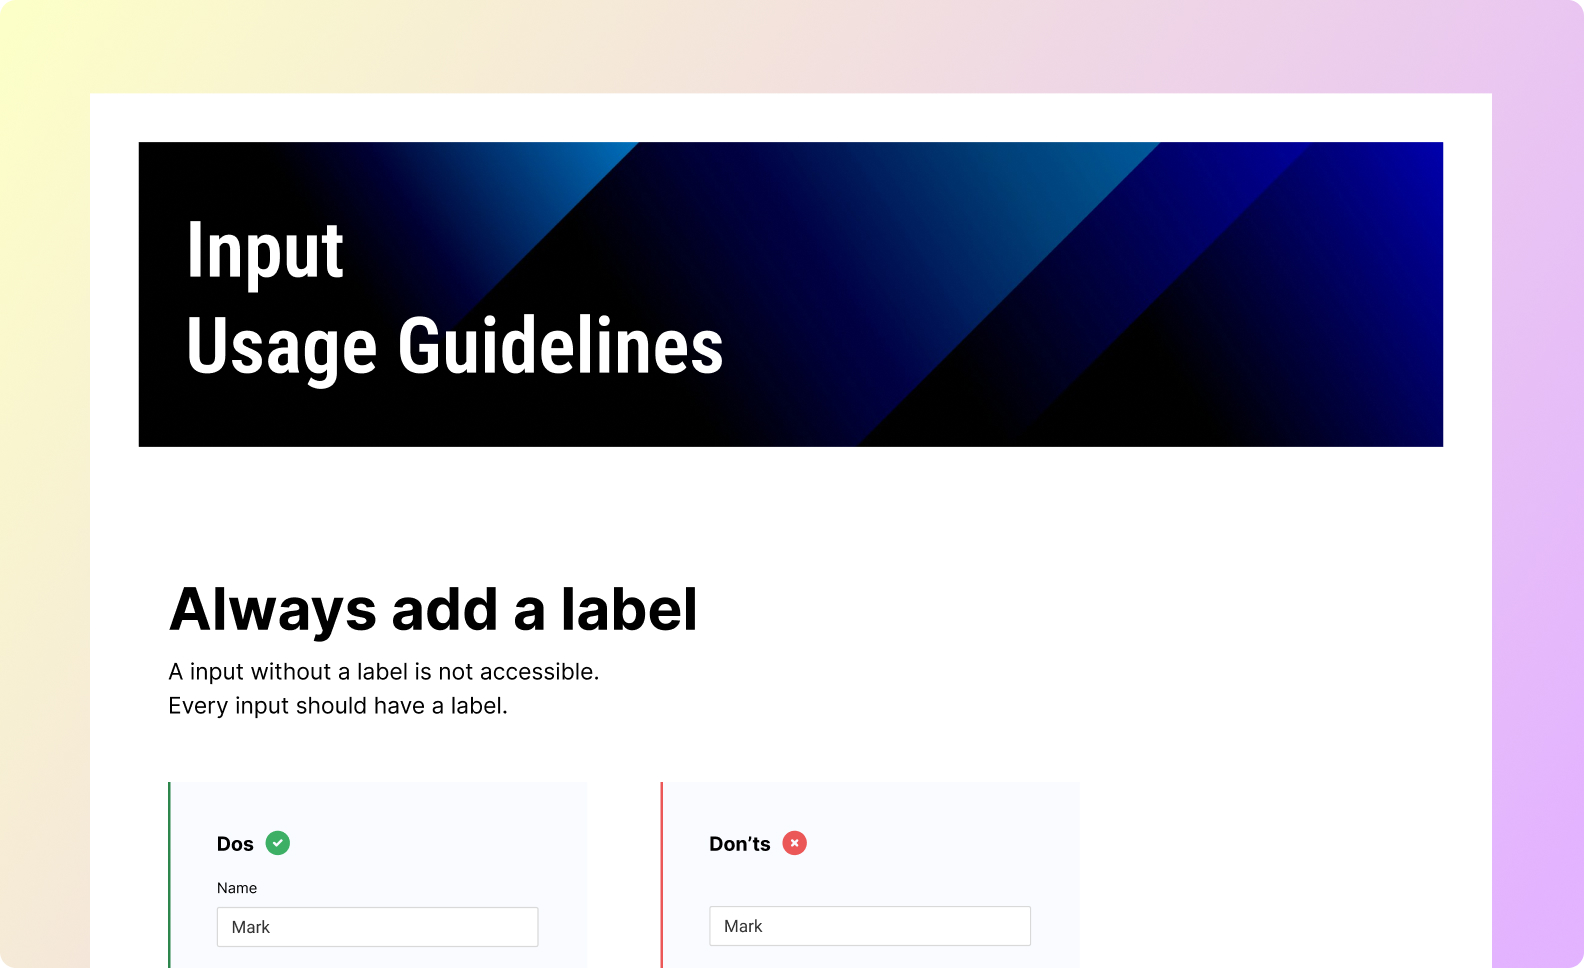 Input
Usage Guidelines
Always add a label
A input without a label is not accessible.
Every input should have a label.
Dos
Name
Mark
Don’ts
Mark